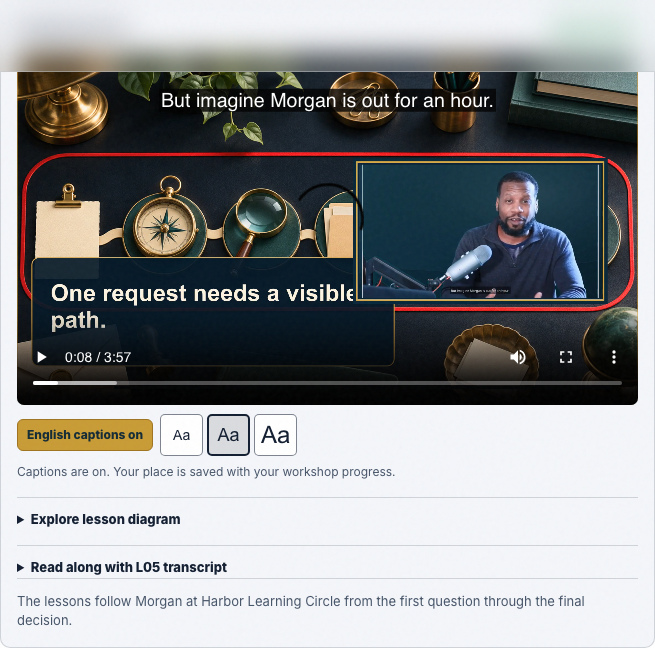 But imagine Morgan is out for an hour.
One request needs a visible
path.
0:08 / 3:57
English captions on
Aa
Aa
Aa
Captions are on. Your place is saved with your workshop progress.
Explore lesson diagram
Read along with L05 transcript
The lessons follow Morgan at Harbor Learning Circle from the first question through the final
decision.